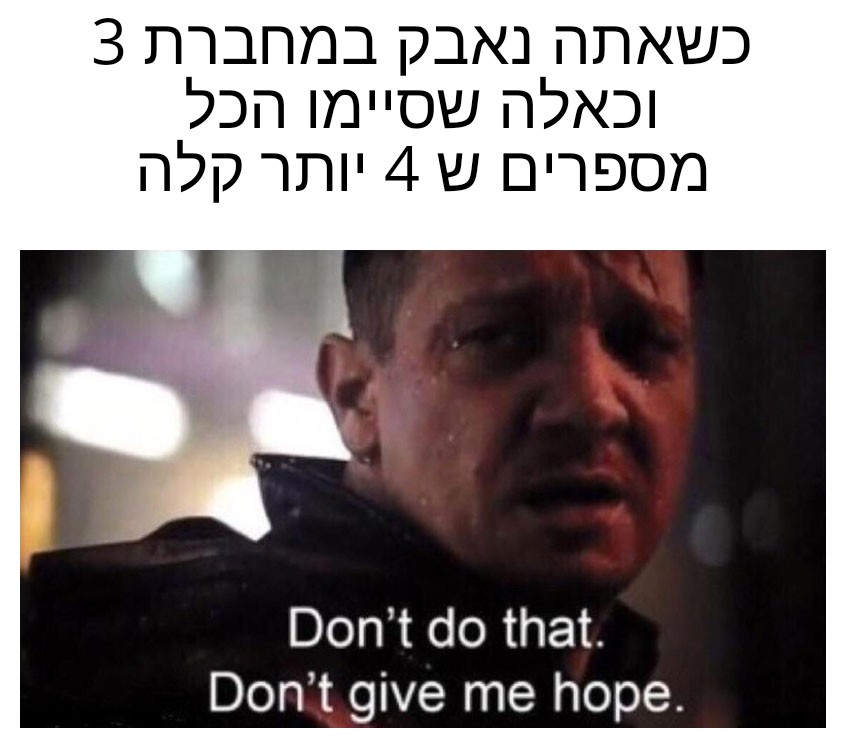 כשאתה נאבק במחברת 3
וכאלה שסיימו הכל
מספרים ש 4 יותר קלה
Don't do that.
Don't give me hope.